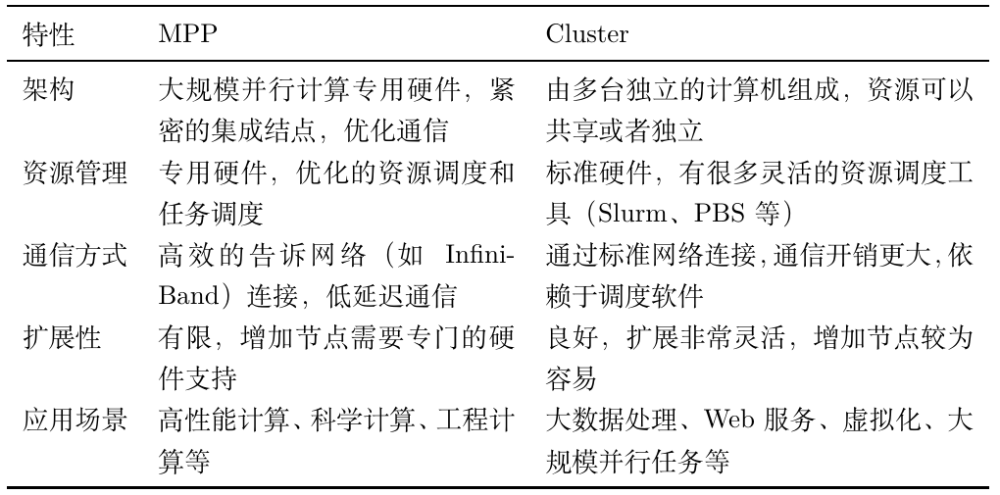 特性 MPP Cluster
架构 大规模并行计算专用硬件，紧 由多台独立的计算机组成，资源可以
密的集成结点，优化通信 共享或者独立
资源管理 专用硬件，优化的资源调度和 标准硬件，有很多灵活的资源调度工
任务调度 具（Slurm、PBS 等）
通信方式 高效的告诉网络（如 Infini- 通过标准网络连接，通信开销更大，依
Band）连接，低延迟通信 赖于调度软件
扩展性 有限，增加节点需要专门的硬 良好，扩展非常灵活，增加节点较为
件支持 容易
应用场景 高性能计算、科学计算、工程计 大数据处理、Web 服务、虚拟化、大
算等 规模并行任务等